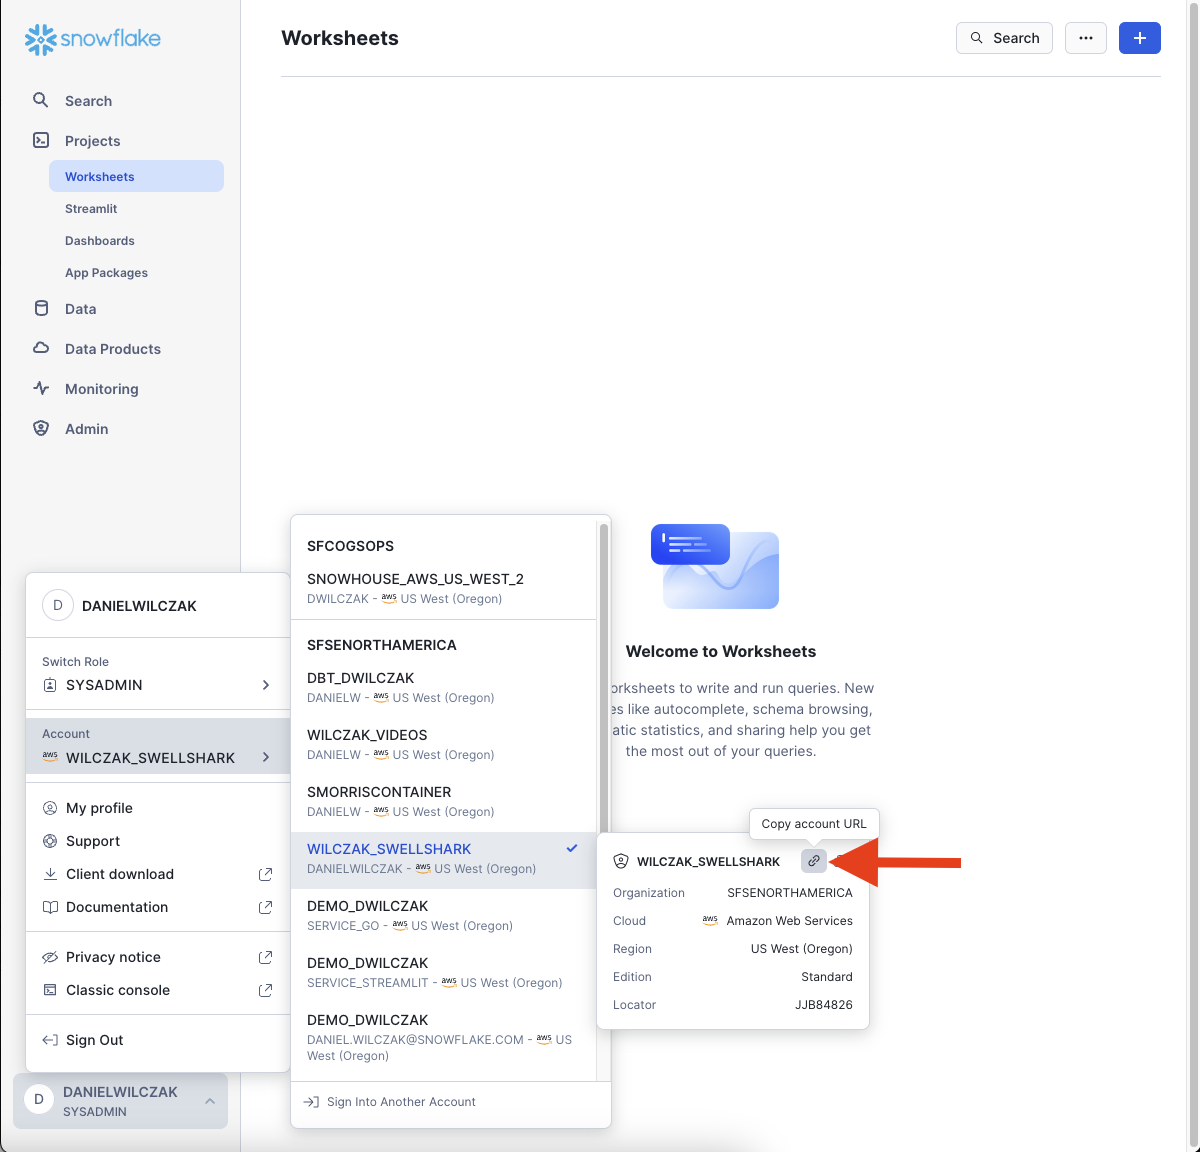 snowflake
Search
Projects
Worksheets
Streamlit
Dashboards
App Packages
Data
Data Products
Monitoring
Admin
Worksheets
Search
Welcome to Worksheets
orksheets to write and run queries. New
es like autocomplete, schema browsing,
atic statistics, and sharing help you get
the most out of your queries.
D DANIELWILCZAK
Switch Role
SYSADMIN
Account
aws WILCZAK_SWELLSHARK
My profile
Support
Client download
Documentation
Privacy notice
Classic console
Sign Out
D DANIELWILCZAK
SYSADMIN
SFCOGSOPS
SNOWHOUSE_AWS_US_WEST_2
DWILCZAK - aws US West (Oregon)
SFSENORTHAMERICA
DBT_DWILCZAK
DANIELW - aws US West (Oregon)
WILCZAK_VIDEOS
DANIELW - aws US West (Oregon)
SMORRISCONTAINER
DANIELW - aws US West (Oregon)
WILCZAK_SWELLSHARK
DANIELWILCZAK - aws US West (Oregon)
DEMO_DWILCZAK
SERVICE_GO - aws US West (Oregon)
DEMO_DWILCZAK
SERVICE_STREAMLIT - aws US West (Oregon)
DEMO_DWILCZAK
DANIEL.WILCZAK@SNOWFLAKE.COM - aws US
West (Oregon)
Sign Into Another Account
Copy account URL
WILCZAK_SWELLSHARK
Organization SFSENORTHAMERICA
Cloud aws Amazon Web Services
Region US West (Oregon)
Edition Standard
Locator JJB84826